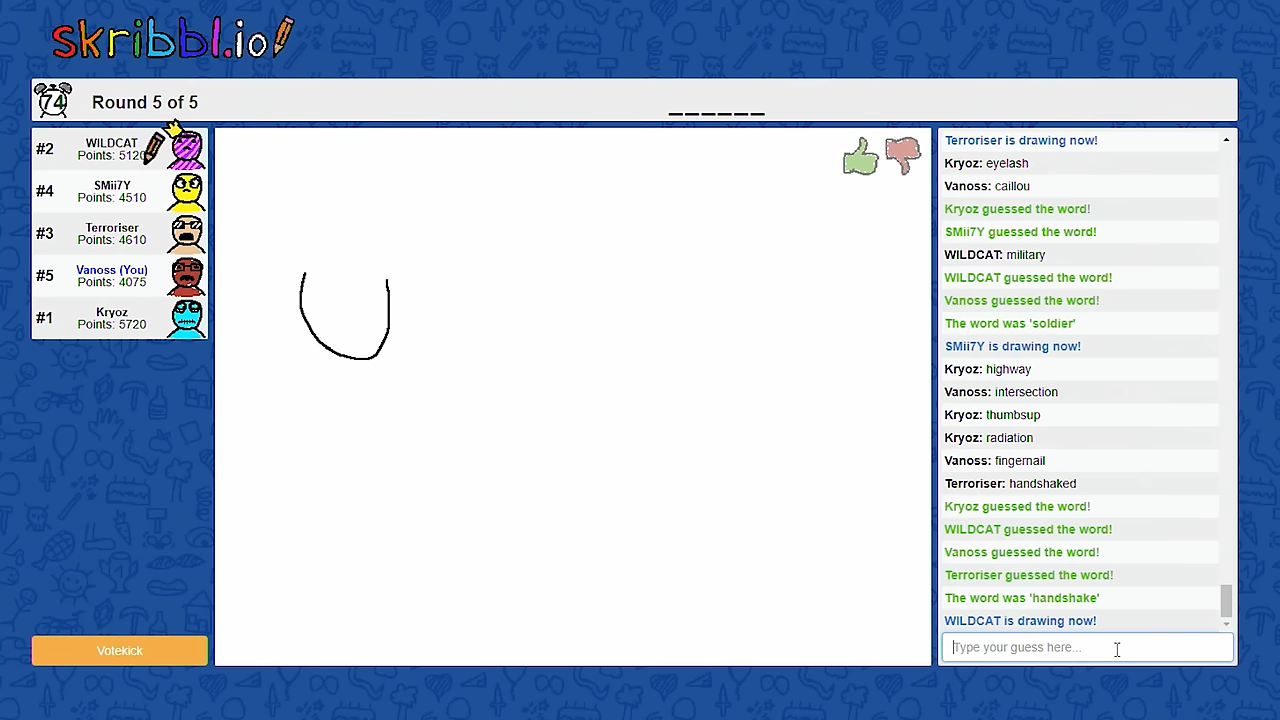 skribbl.io
74
Round 5 of 5
______
#2
WILDCAT
Points: 5120
#4
SMii7Y
Points: 4510
#3
Terroriser
Points: 4610
#5
Vanoss (You)
Points: 4075
#1
Kryoz
Points: 5720
Votekick
Terroriser is drawing now!
Kryoz: eyelash
Vanoss: caillou
Kryoz guessed the word!
SMii7Y guessed the word!
WILDCAT: military
WILDCAT guessed the word!
Vanoss guessed the word!
The word was 'soldier'
SMii7Y is drawing now!
Kryoz: highway
Vanoss: intersection
Kryoz: thumbsup
Kryoz: radiation
Vanoss: fingernail
Terroriser: handshaked
Kryoz guessed the word!
WILDCAT guessed the word!
Vanoss guessed the word!
Terroriser guessed the word!
The word was 'handshake'
WILDCAT is drawing now!
Type your guess here...